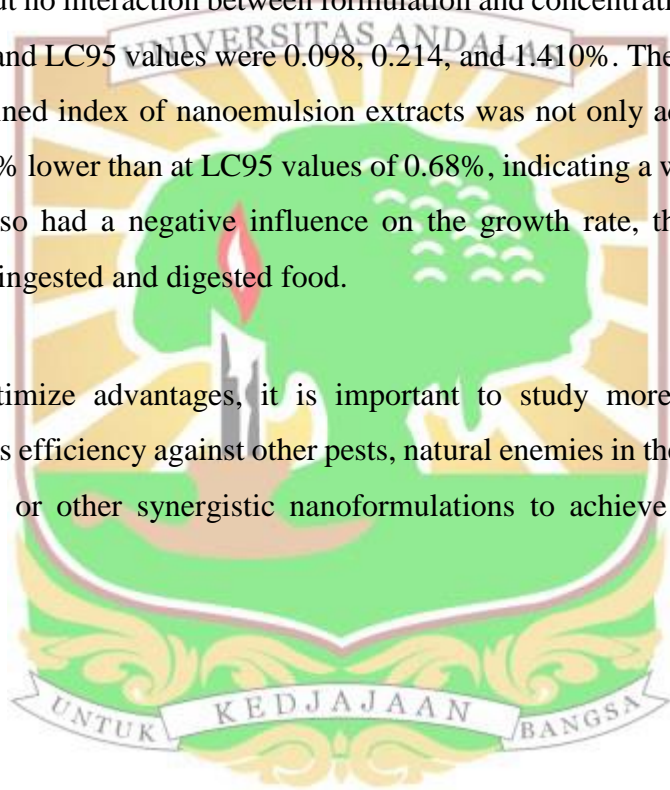 ut no interaction between formulation and concentrati
UNIVERSITAS ANDALAS
and LC95 values were 0.098, 0.214, and 1.410%. The
ined index of nanoemulsion extracts was not only a
% lower than at LC95 values of 0.68%, indicating a w
so had a negative influence on the growth rate, th
ingested and digested food.
timize advantages, it is important to study more
s efficiency against other pests, natural enemies in the
or other synergistic nanoformulations to achieve
UNTUK KEDJAJAAN BANGSA